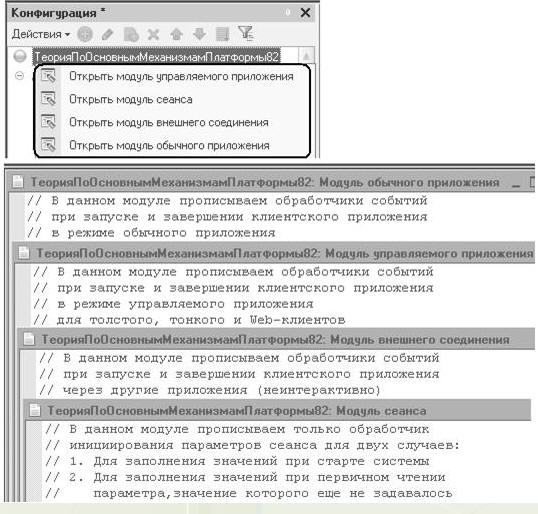 Конфигурация *
Действия
ТеорияПоОсновнымМеханизмамПлатформы82
Открыть модуль управляемого приложения
Открыть модуль сеанса
Открыть модуль внешнего соединения
Открыть модуль обычного приложения
ТеорияПоОсновнымМеханизмамПлатформы82: Модуль обычного приложения
// В данном модуле прописываем обработчики событий
// при запуске и завершении клиентского приложения
// в режиме обычного приложения
ТеорияПоОсновнымМеханизмамПлатформы82: Модуль управляемого приложения
// В данном модуле прописываем обработчики событий
// при запуске и завершении клиентского приложения
// в режиме управляемого приложения
// для толстого, тонкого и Web-клиентов
ТеорияПоОсновнымМеханизмамПлатформы82: Модуль внешнего соединения
// В данном модуле прописываем обработчики событий
// при запуске и завершении клиентского приложения
// через другие приложения (неинтерактивно)
ТеорияПоОсновнымМеханизмамПлатформы82: Модуль сеанса
// В данном модуле прописываем только обработчик
// инициирования параметров сеанса для двух случаев:
// 1. Для заполнения значений при старте системы
// 2. Для заполнения значений при первичном чтении
// параметра,значение которого еще не задавалось